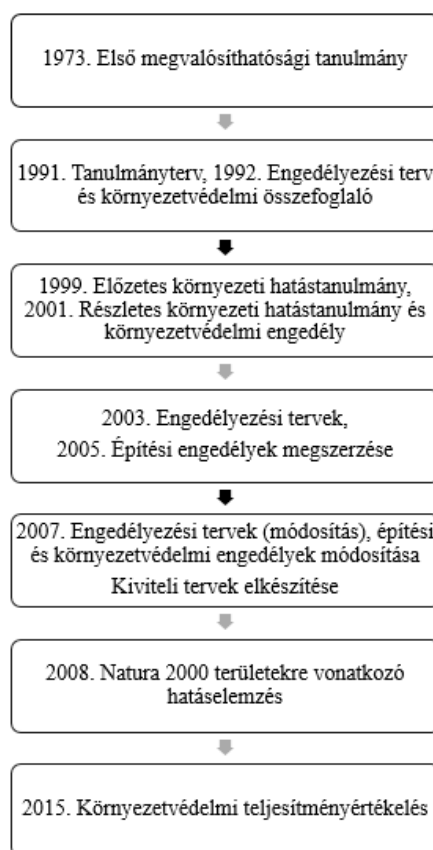 1973. Első megvalósíthatósági tanulmány
1991. Tanulmányterv, 1992. Engedélyezési terv
és környezetvédelmi összefoglaló
1999. Előzetes környezeti hatástanulmány,
2001. Részletes környezeti hatástanulmány és
környezetvédelmi engedély
2003. Engedélyezési tervek,
2005. Építési engedélyek megszerzése
2007. Engedélyezési tervek (módosítás), építési
és környezetvédelmi engedélyek módosítása
Kiviteli tervek elkészítése
2008. Natura 2000 területekre vonatkozó
hatáselemzés
2015. Környezetvédelmi teljesítményértékelés